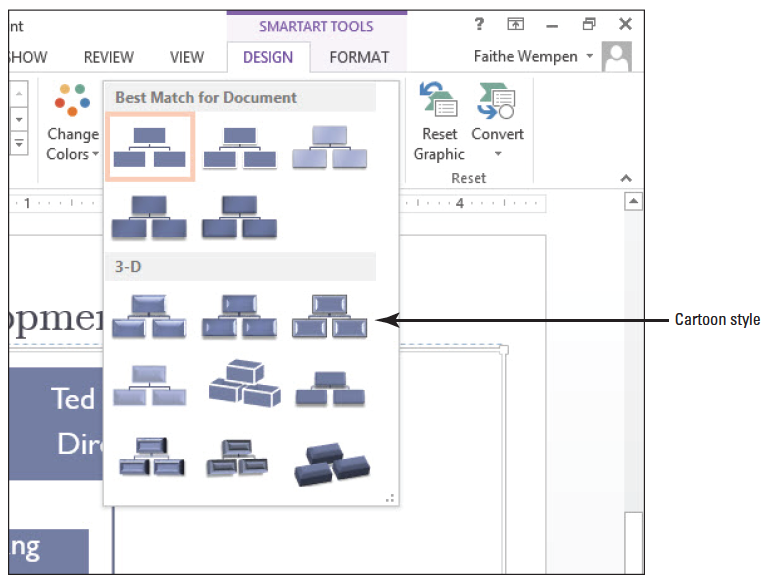 nt
SMARTART TOOLS
?
SHOW REVIEW VIEW DESIGN FORMAT Faithe Wempen
Change Colors
Best Match for Document
Reset Graphic
Convert
Reset
1
4
3-D
opmen
Cartoon style
Ted
Dire
ng